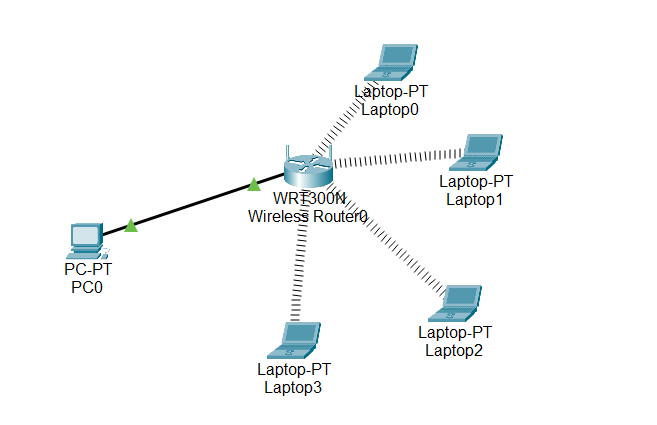 Laptop-PT
Laptop0
Laptop-PT
Laptop1
WRT300N
Wireless Router0
PC-PT
PC0
Laptop-PT
Laptop2
Laptop-PT
Laptop3